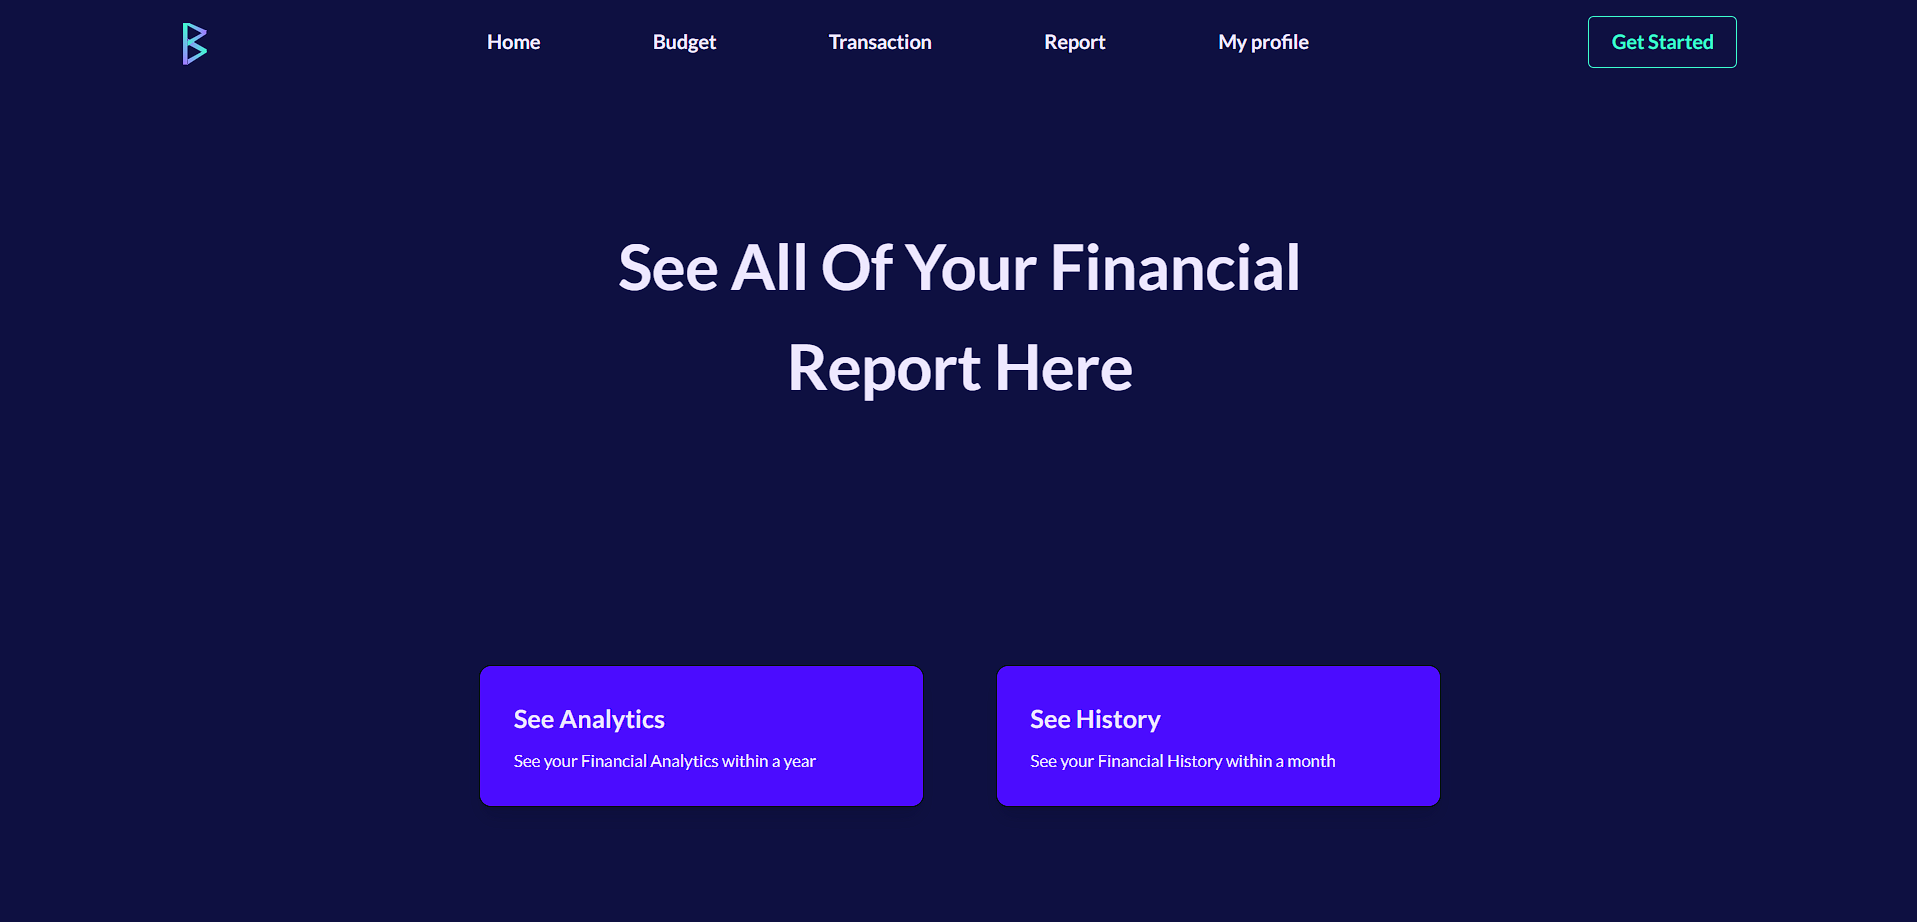 Home
Budget
Transaction
Report
My profile
Get Started
See All Of Your Financial
Report Here
See Analytics
See your Financial Analytics within a year
See History
See your Financial History within a month